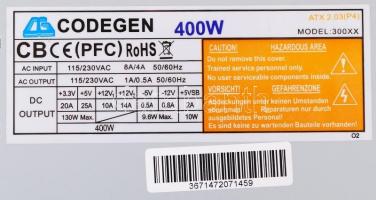 CODEGEN 400W ATX 2.03(P4)
MODEL:300XX
CB CE (PFC) RoHS
CAUTION! HAZARDOUS AREA
Do not remove this cover.
Trained service personnel only.
No user serviceable components inside.
AC INPUT 115/230VAC 8A/4A 50/60Hz
AC OUTPUT 115/230VAC 1A/0.5A 50/60Hz
DC OUTPUT
+3.3V +5V +12V1 +12V2 -5V -12V +5VSB
20A 25A 10A 14A 0.5A 0.8A 2A
130W Max. 9.6W Max. 10W
400W
VORSICHT! GEFAHRENZONE
Abdeckungen unter keinen Umständen
Reparaturen nur durch
Es sind keine zu wartenden Bauteile vorhanden!
O2
3671472071459